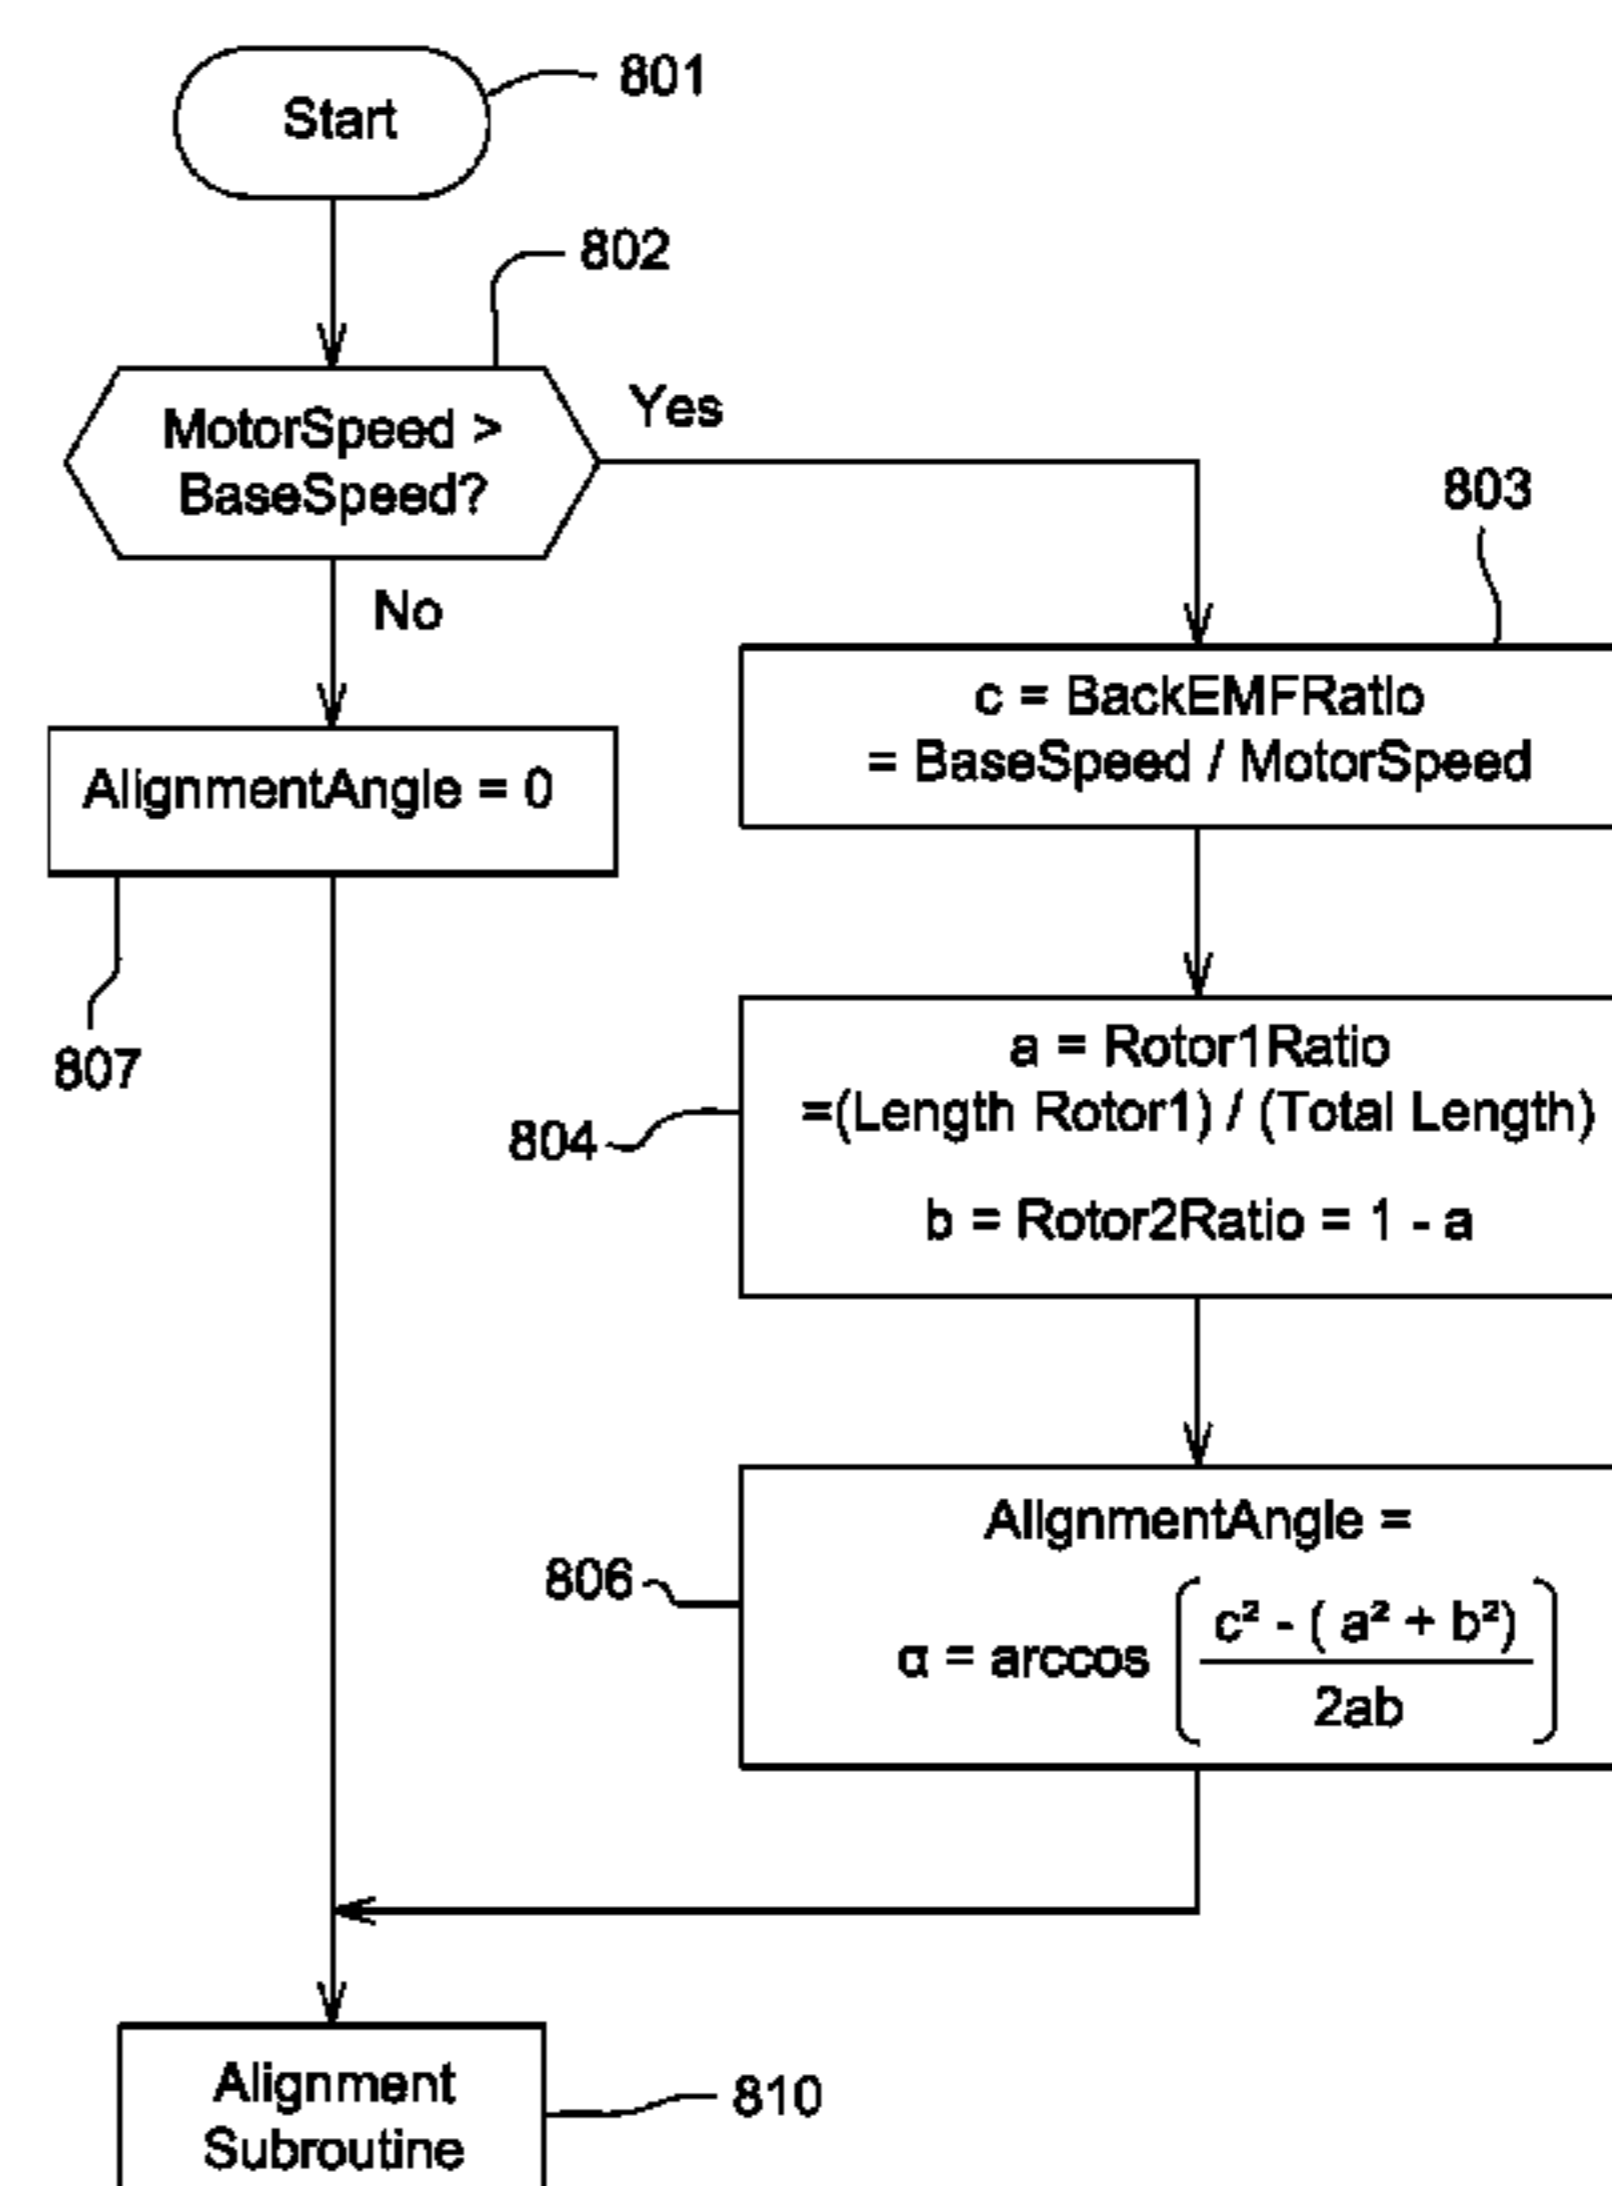 801
Start
802
MotorSpeed >
BaseSpeed?
Yes
No
803
c = BackEMFRatio
= BaseSpeed / MotorSpeed
AlignmentAngle = 0
807
a = Rotor1Ratio
=(Length Rotor1) / (Total Length)
b = Rotor2Ratio = 1 - a
804
AlignmentAngle =
806
α = arccos
c² - ( a² + b²)
2ab
Alignment
Subroutine
810